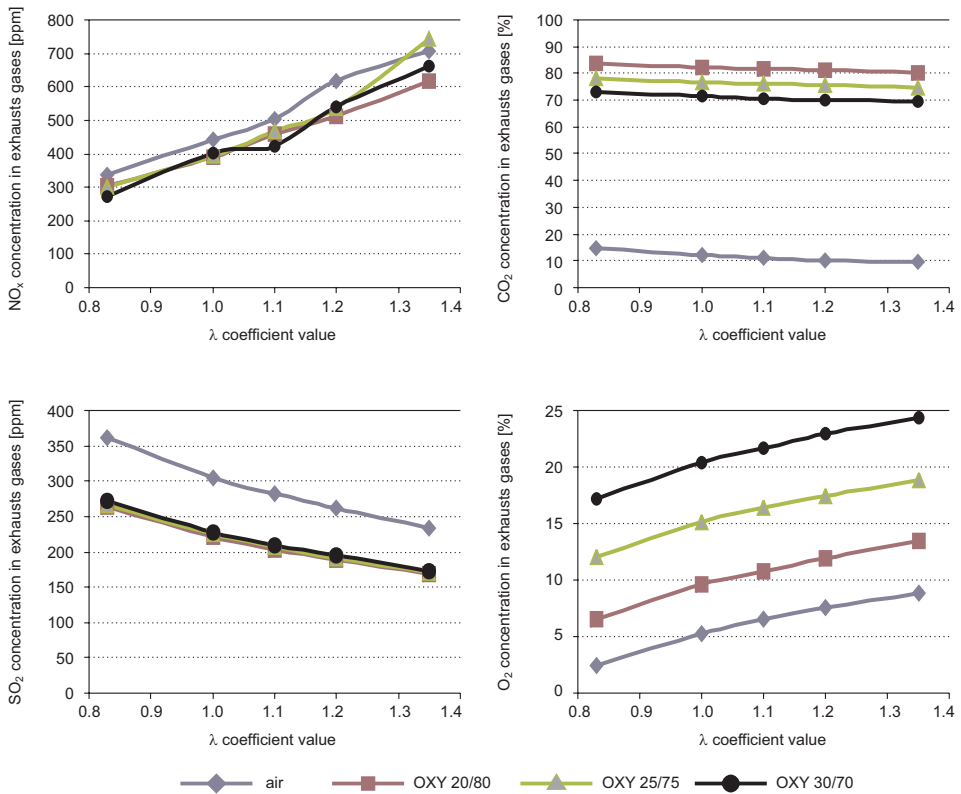 NOx concentration in exhausts gases [ppm]
800
700
600
500
400
300
200
100
0
0.8 0.9 1.0 1.1 1.2 1.3 1.4
λ coefficient value
CO2 concentration in exhausts gases [%]
100
90
80
70
60
50
40
30
20
10
0
0.8 0.9 1.0 1.1 1.2 1.3 1.4
λ coefficient value
SO2 concentration in exhausts gases [ppm]
400
350
300
250
200
150
100
50
0
0.8 0.9 1.0 1.1 1.2 1.3 1.4
λ coefficient value
O2 concentration in exhausts gases [%]
25
20
15
10
5
0
0.8 0.9 1.0 1.1 1.2 1.3 1.4
λ coefficient value
air OXY 20/80 OXY 25/75 OXY 30/70